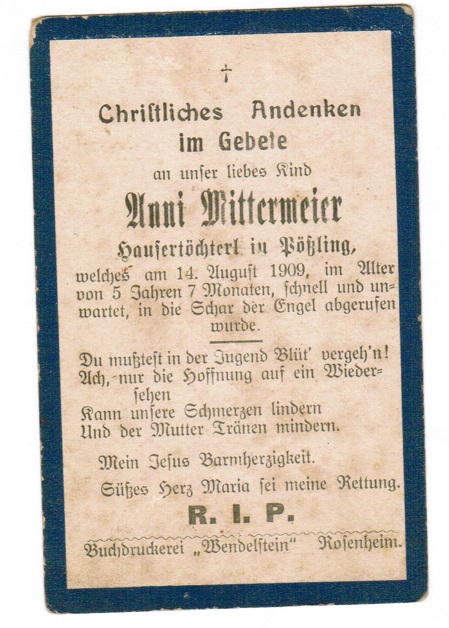 †
Christliches Andenken
im Gebete
an unser liebes Kind
Anni Mittermeier
Hausertöchterl in Pößling,
welches am 14. August 1909, im Alter
von 5 Jahren 7 Monaten, schnell und un-
wartet, in die Schar der Engel abgerufen
wurde.
Du mußtest in der Jugend Blüt' vergeh'n!
Ach, nur die Hoffnung auf ein Wieder-
sehen
Kann unsere Schmerzen lindern
Und der Mutter Tränen mindern.
Mein Jesus Barmherzigkeit.
Süßes Herz Maria sei meine Rettung.
R. I. P.
Buchdruckerei „Wendelstein" Rosenheim.